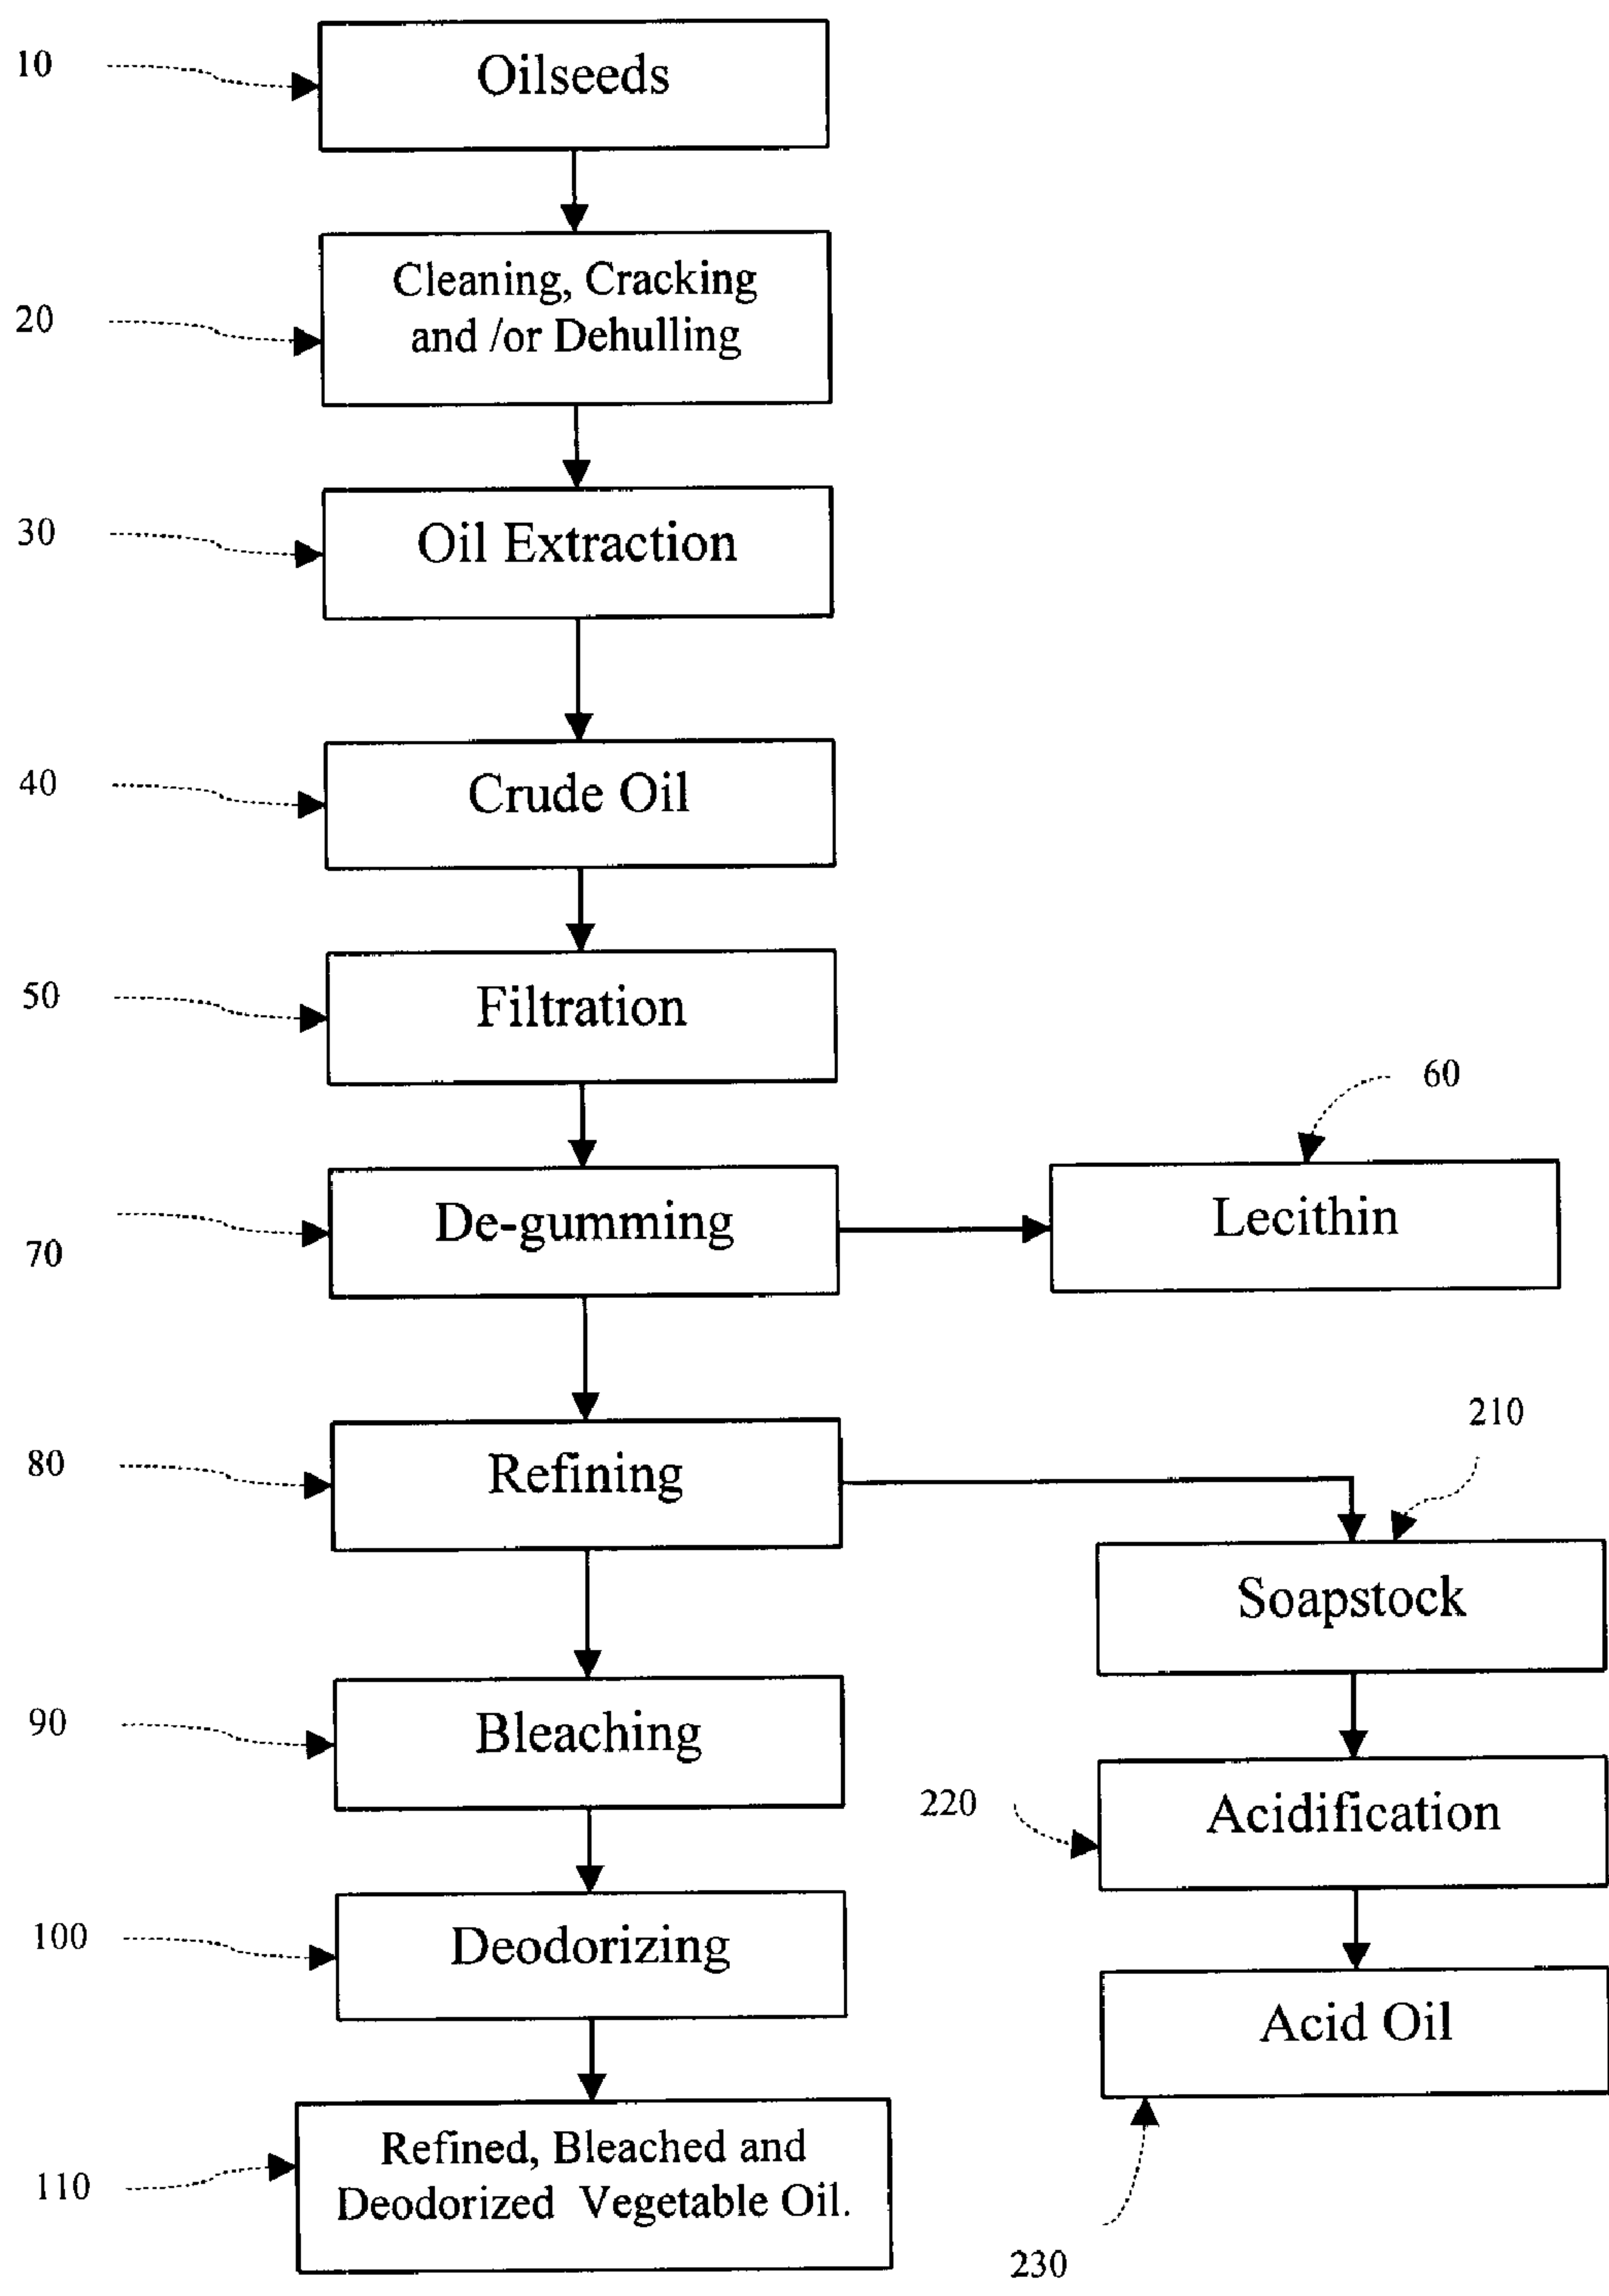 10
Oilseeds
20
Cleaning, Cracking
and /or Dehulling
30
Oil Extraction
40
Crude Oil
50
Filtration
60
70
De-gumming
Lecithin
80
Refining
210
Soapstock
90
Bleaching
220
Acidification
100
Deodorizing
Acid Oil
110
Refined, Bleached and
Deodorized Vegetable Oil.
230